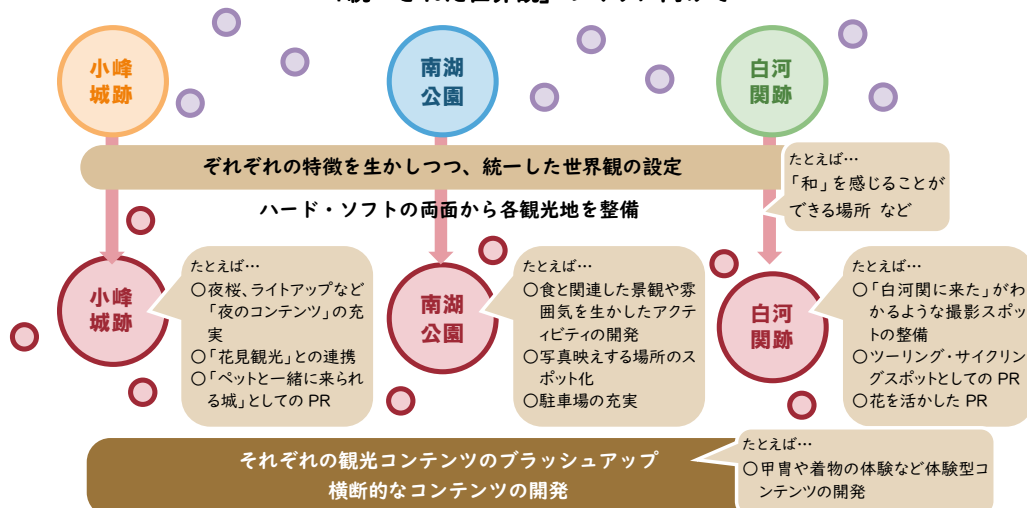 小峰
城跡
南湖
公園
白河
関跡
ぞれぞれの特徴を生かしつつ、統一した世界観の設定
たとえば…
「和」を感じることが
できる場所 など
ハード・ソフトの両面から各観光地を整備
小峰
城跡
たとえば…
○夜桜、ライトアップなど
「夜のコンテンツ」の充
実
○「花見観光」との連携
○「ペットと一緒に来られ
る城」としての PR
南湖
公園
たとえば…
○食と関連した景観や雰
囲気を生かしたアクテ
ィビティの開発
○写真映えする場所のス
ポット化
○駐車場の充実
白河
関跡
たとえば…
○「白河関に来た」がわ
かるような撮影スポッ
トの整備
○ツーリング・サイクリン
グスポットとしての PR
○花を活かした PR
それぞれの観光コンテンツのブラッシュアップ
横断的なコンテンツの開発
たとえば…
○甲冑や着物の体験など体験型コ
ンテンツの開発